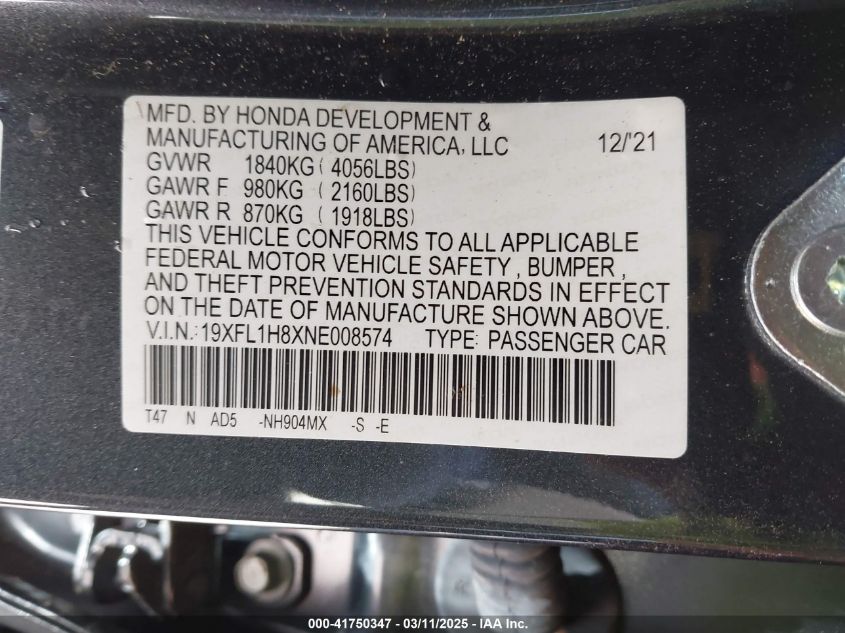 MFD. BY HONDA DEVELOPMENT &
MANUFACTURING OF AMERICA, LLC 12/'21
GVWR 1840KG ( 4056LBS)
GAWR F 980KG ( 2160LBS)
GAWR R 870KG ( 1918LBS)
THIS VEHICLE CONFORMS TO ALL APPLICABLE
FEDERAL MOTOR VEHICLE SAFETY , BUMPER ,
AND THEFT PREVENTION STANDARDS IN EFFECT
ON THE DATE OF MANUFACTURE SHOWN ABOVE.
V.I.N.:19XFL1H8XNE008574 TYPE: PASSENGER CAR
T47 N AD5 -NH904MX -S -E
000-41750347 / 03/11/2025 / © IAA Inc.